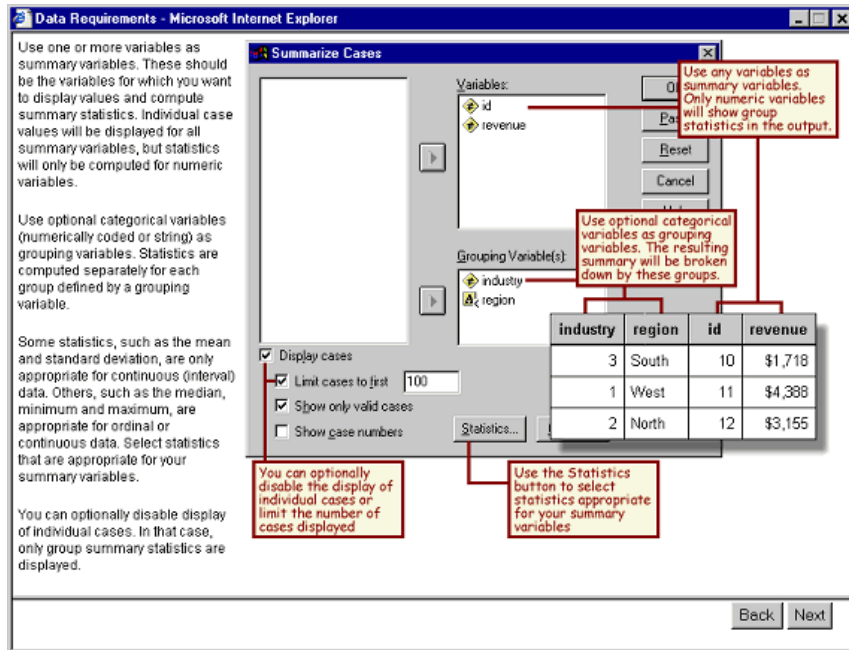 Data Requirements - Microsoft Internet Explorer
Use one or more variables as
summary variables. These should
be the variables for which you want
to display values and compute
summary statistics. Individual case
values will be displayed for all
summary variables, but statistics
will only be computed for numeric
variables.
Use optional categorical variables
(numerically coded or string) as
grouping variables. Statistics are
computed separately for each
group defined by a grouping
variable.
Some statistics, such as the mean
and standard deviation, are only
appropriate for continuous (interval)
data. Others, such as the median,
minimum and maximum, are
appropriate for ordinal or
continuous data. Select statistics
that are appropriate for your
summary variables.
You can optionally disable display
of individual cases. In that case,
only group summary statistics are
displayed.
Summarize Cases
Variables:
id
revenue
Reset
Cancel
Use any variables as
summary variables.
Only numeric variables
will show group
statistics in the output.
Use optional categorical
variables as grouping
variables. The resulting
summary will be broken
down by these groups.
Grouping Variable(s):
industry
region
industry region id revenue
3 South 10 $1,718
1 West 11 $4,388
2 North 12 $3,155
Display cases
Limit cases to first 100
Show only valid cases
Show case numbers
Statistics...
You can optionally
disable the display of
individual cases or
limit the number of
cases displayed
Use the Statistics
button to select
statistics appropriate
for your summary
variables
Back Next